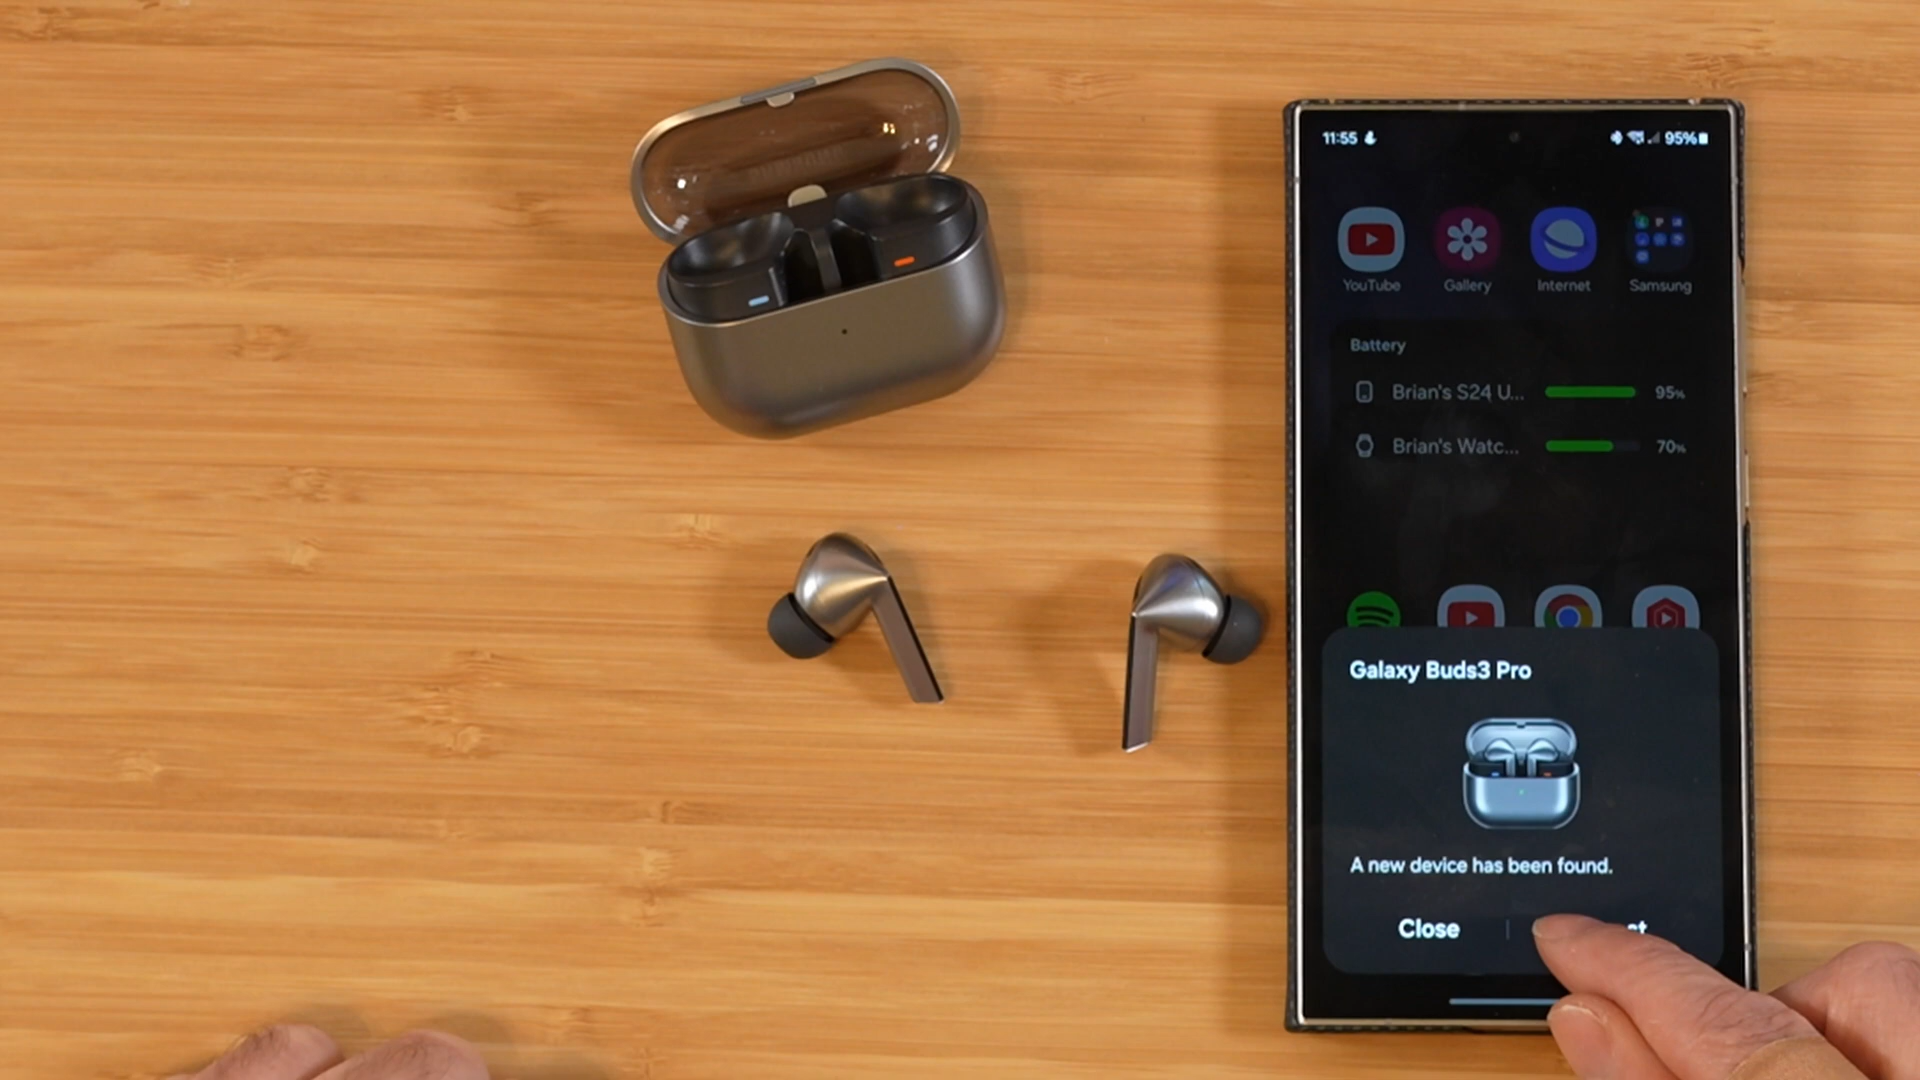 11:55 95%
YouTube Gallery Internet Samsung
Battery
Brian's S24 U... 95%
Brian's Watc... 70%
Galaxy Buds3 Pro
A new device has been found.
Close